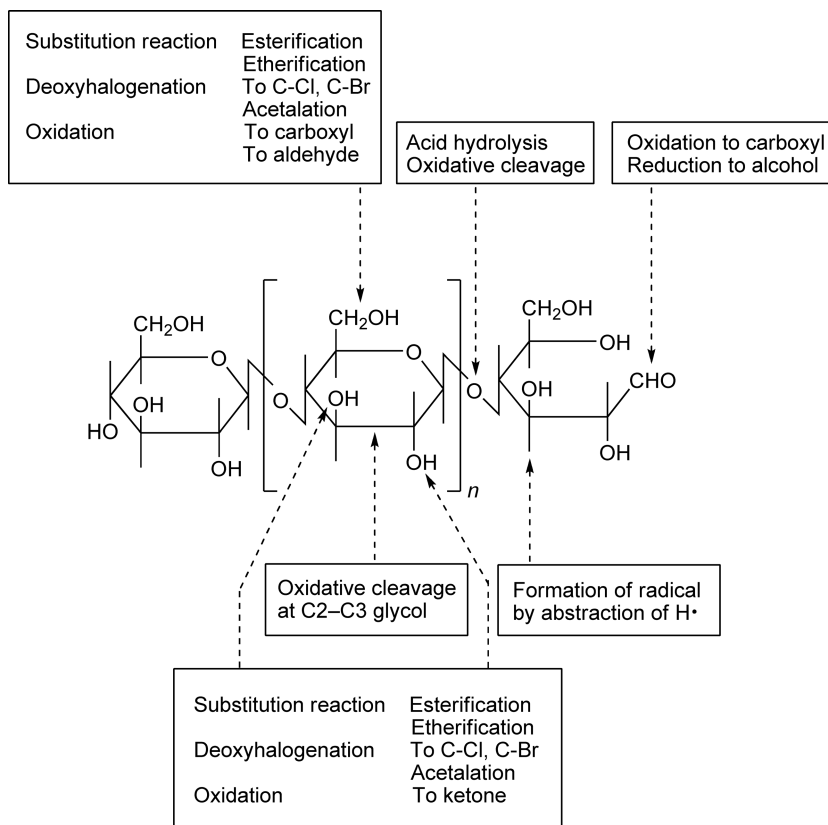 Substitution reaction Esterification
Etherification
Deoxyhalogenation To C-Cl, C-Br
Acetalation
Oxidation To carboxyl
To aldehyde
Acid hydrolysis
Oxidative cleavage
Oxidation to carboxyl
Reduction to alcohol
CH₂OH
O
OH
HO
OH
O
CH₂OH
O
OH
OH
n
O
CH₂OH
OH
OH
CHO
OH
Oxidative cleavage
at C2–C3 glycol
Formation of radical
by abstraction of H•
Substitution reaction Esterification
Etherification
Deoxyhalogenation To C-Cl, C-Br
Acetalation
Oxidation To ketone